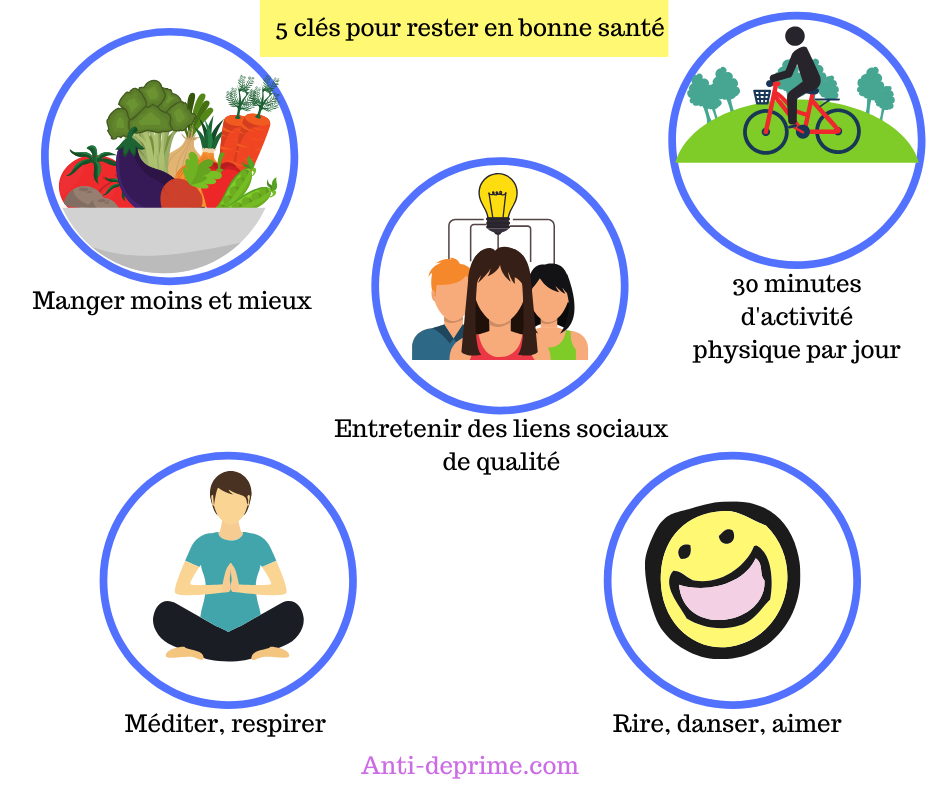 5 clés pour rester en bonne santé
Manger moins et mieux
30 minutes
d'activité
physique par jour
Entretenir des liens sociaux
de qualité
Méditer, respirer
Rire, danser, aimer
Anti-deprime.com